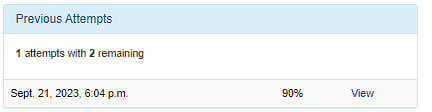 Previous Attempts
1 attempts with 2 remaining
Sept. 21, 2023, 6:04 p.m. 90% View